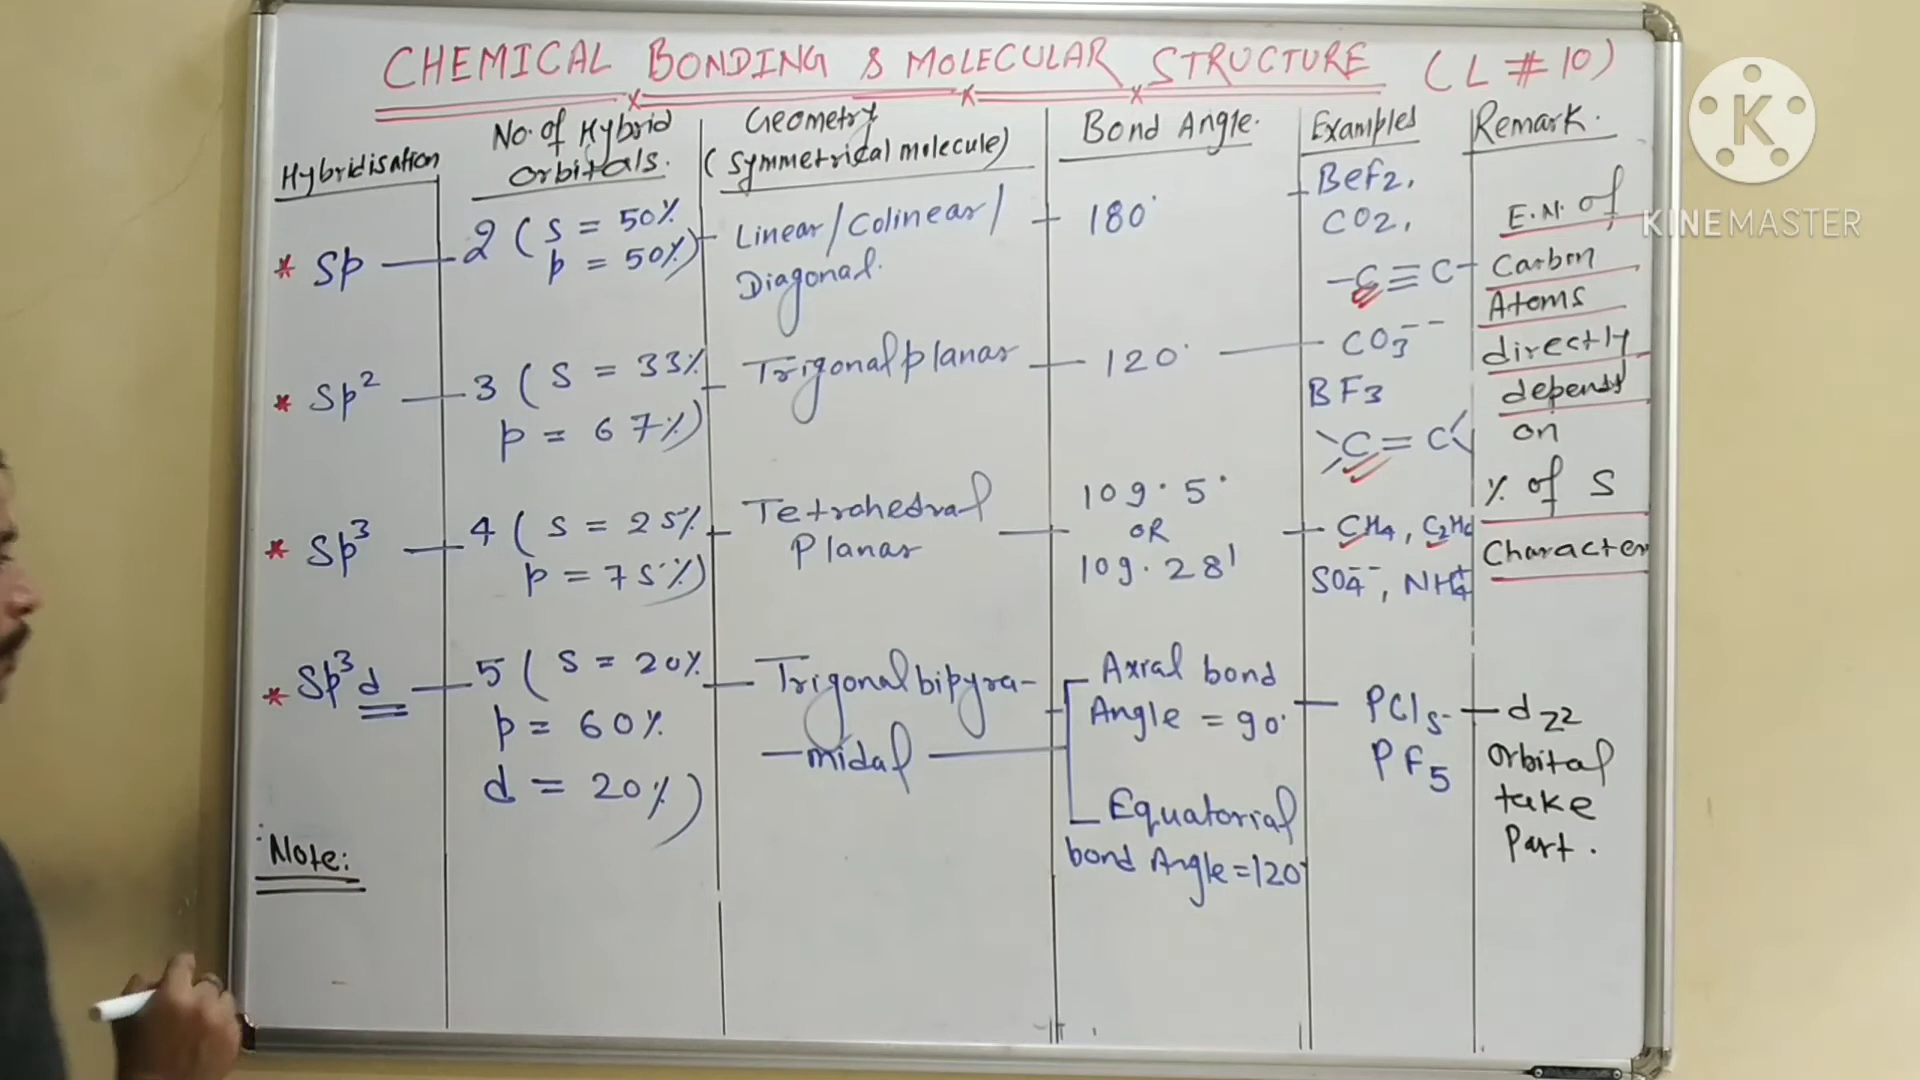 CHEMICAL BONDING & MOLECULAR STRUCTURE (L # 10)
Hybridisation
No. of Hybrid
orbitals.
Geometry
(Symmetrical molecule)
Bond Angle.
Examples
Remark.
* Sp — 2 ( s = 50%
p = 50%)
Linear/Colinear/
Diagonal.
180°
BeF2,
CO2,
-C≡C-
E.N. of
Carbon
Atoms
directly
depends
on
% of S
Character
* Sp² — 3 ( S = 33%
p = 67%)
Trigonal planar
120°
CO3--
BF3
>C=C<
* Sp³ — 4 ( S = 25%
p = 75%)
Tetrahedral
Planar
109.5°
OR
109.28'
CH4, C2H6
SO4--, NH4+
* Sp³d — 5 ( S = 20%
p = 60%
d = 20%)
Trigonal bipyra-
-midal
Axial bond
Angle = 90°
Equatorial
bond Angle=120°
PCl5
PF5
dz2
orbital
take
Part.
Note:
K
KINEMASTER